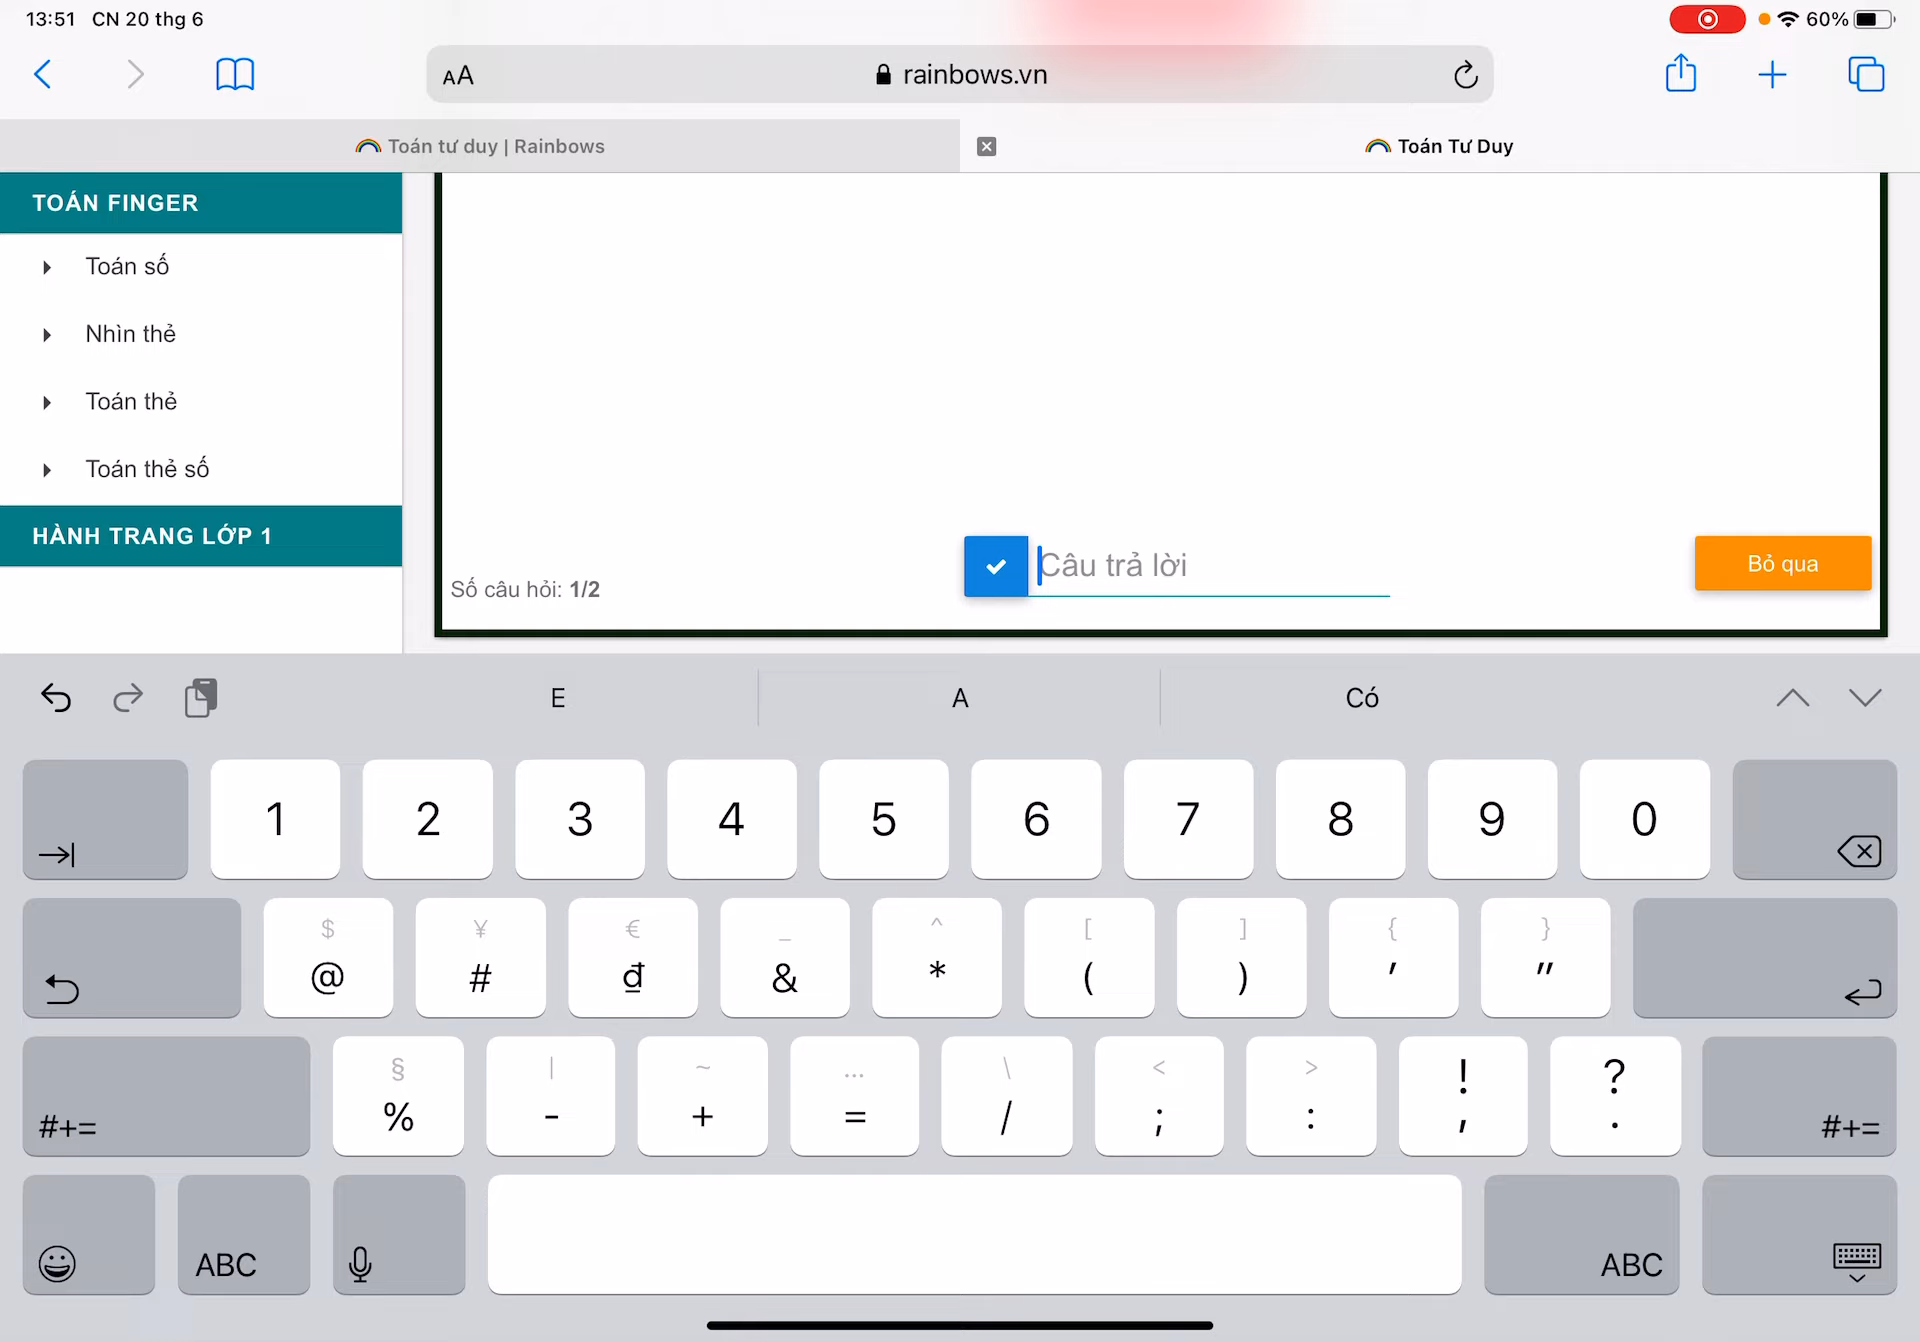 13:51 CN 20 thg 6
60%
AA
rainbows.vn
Toán tư duy | Rainbows
Toán Tư Duy
TOÁN FINGER
Toán số
Nhìn thẻ
Toán thẻ
Toán thẻ số
HÀNH TRANG LỚP 1
Số câu hỏi: 1/2
Câu trả lời
Bỏ qua
E A Có
1 2 3 4 5 6 7 8 9 0
$ ¥ € _ ^ [ ] { }
@ # ₫ & * ( ) ' "
§ | ~ … \ < > ! ?
#+= % - + = / ; : , . #+=
ABC ABC